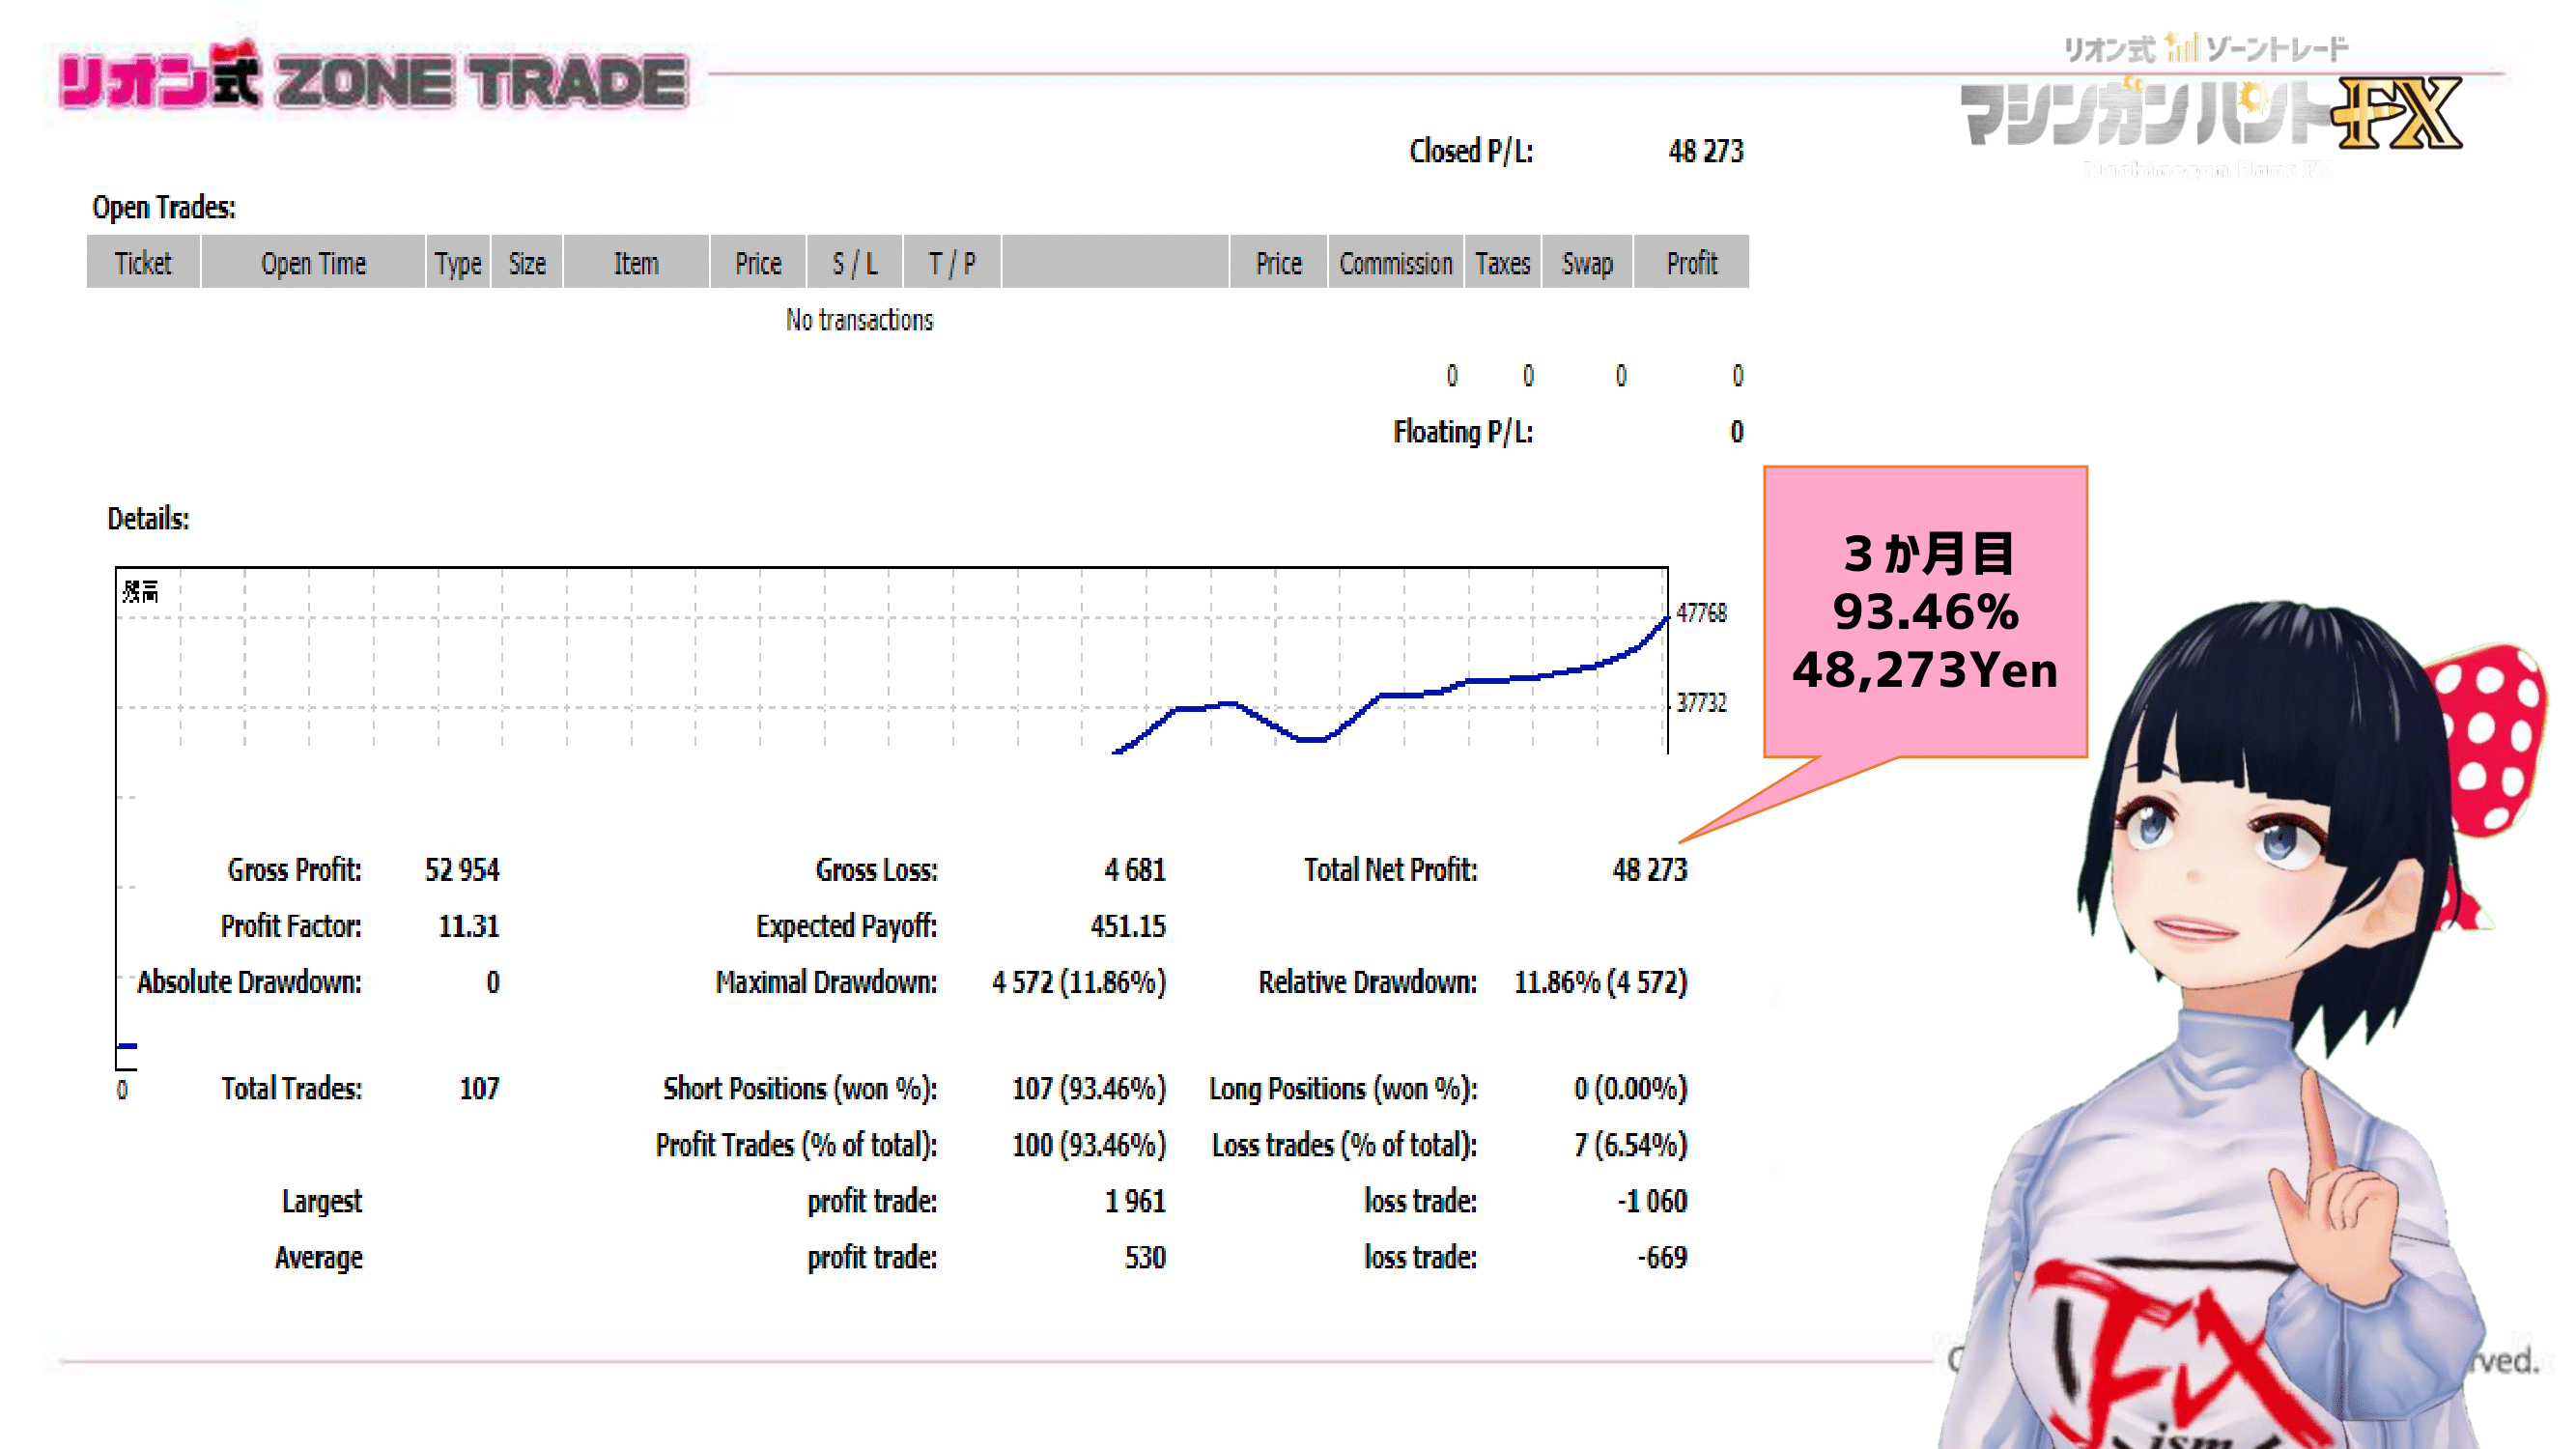 リオン式 ZONE TRADE
リオン式 ゾーントレード
マシンガンハントFX
Closed P/L: 48 273
Open Trades:
Ticket Open Time Type Size Item Price S / L T / P Price Commission Taxes Swap Profit
No transactions
0 0 0 0
Floating P/L: 0
Details:
３か月目
93.46%
48,273Yen
残高
47768
37732
Gross Profit: 52 954 Gross Loss: 4 681 Total Net Profit: 48 273
Profit Factor: 11.31 Expected Payoff: 451.15
Absolute Drawdown: 0 Maximal Drawdown: 4 572 (11.86%) Relative Drawdown: 11.86% (4 572)
0 Total Trades: 107 Short Positions (won %): 107 (93.46%) Long Positions (won %): 0 (0.00%)
Profit Trades (% of total): 100 (93.46%) Loss trades (% of total): 7 (6.54%)
Largest profit trade: 1 961 loss trade: -1 060
Average profit trade: 530 loss trade: -669
FX
ism
rved.